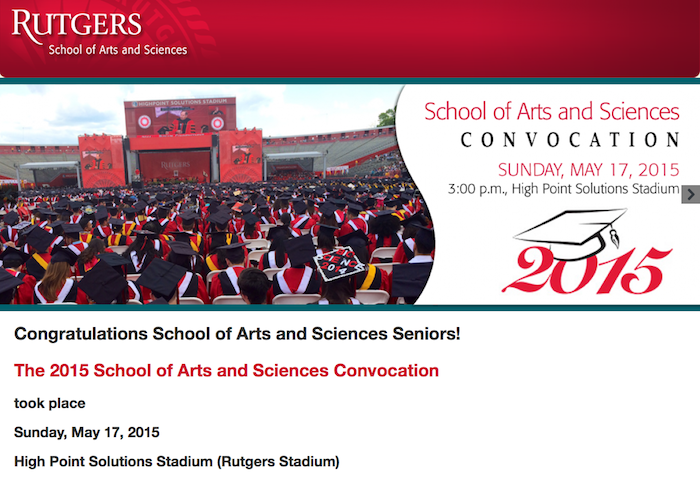 RUTGERS
School of Arts and Sciences
HIGHPOINT SOLUTIONS STADIUM
RUTGERS
School of Arts and Sciences
CONVOCATION
SUNDAY, MAY 17, 2015
3:00 p.m., High Point Solutions Stadium
2015
Congratulations School of Arts and Sciences Seniors!
The 2015 School of Arts and Sciences Convocation
took place
Sunday, May 17, 2015
High Point Solutions Stadium (Rutgers Stadium)